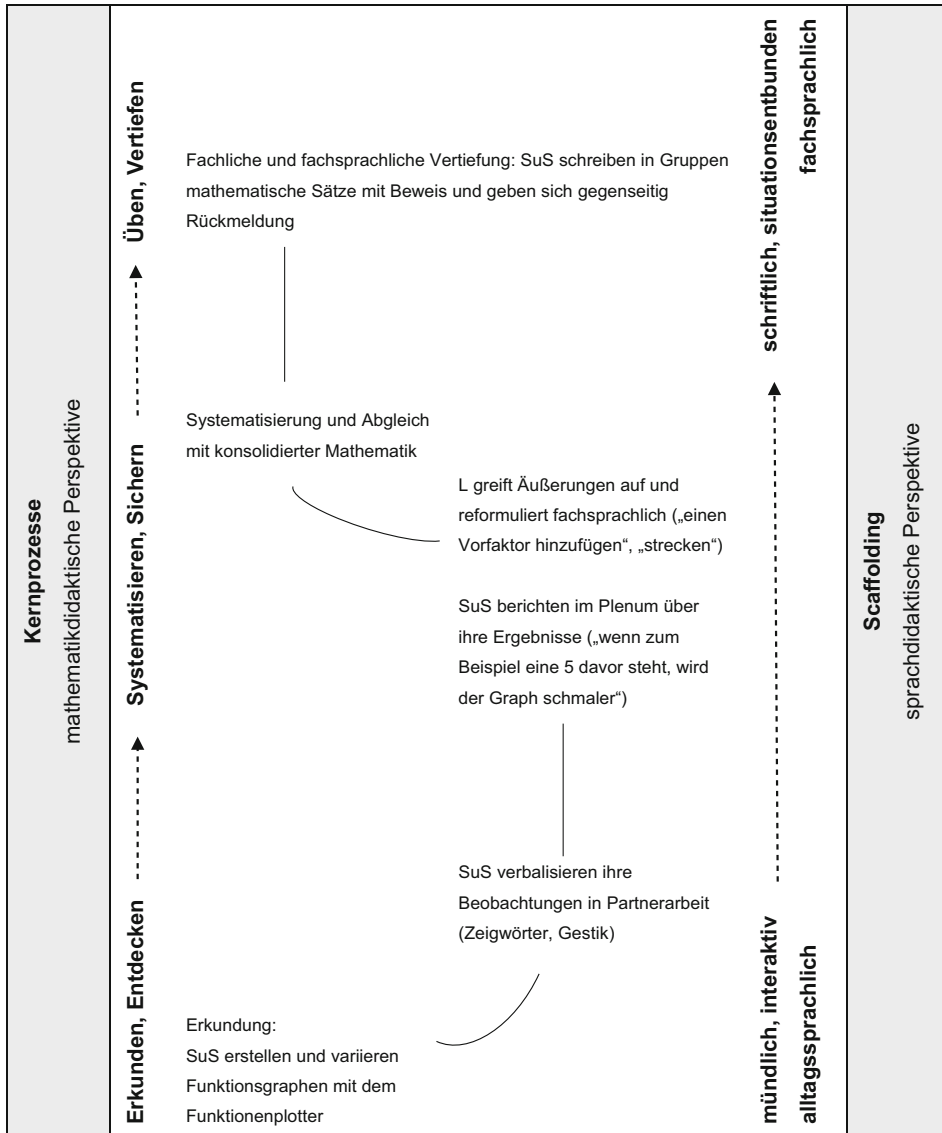 Kernprozesse
mathematikdidaktische Perspektive
Üben, Vertiefen
Systematisieren, Sichern
Erkunden, Entdecken
Fachliche und fachsprachliche Vertiefung: SuS schreiben in Gruppen
mathematische Sätze mit Beweis und geben sich gegenseitig
Rückmeldung
Systematisierung und Abgleich
mit konsolidierter Mathematik
L greift Äußerungen auf und
reformuliert fachsprachlich („einen
Vorfaktor hinzufügen“, „strecken“)
SuS berichten im Plenum über
ihre Ergebnisse („wenn zum
Beispiel eine 5 davor steht, wird
der Graph schmaler“)
SuS verbalisieren ihre
Beobachtungen in Partnerarbeit
(Zeigwörter, Gestik)
Erkundung:
SuS erstellen und variieren
Funktionsgraphen mit dem
Funktionenplotter
schriftlich, situationsentbunden
fachsprachlich
mündlich, interaktiv
alltagssprachlich
Scaffolding
sprachdidaktische Perspektive